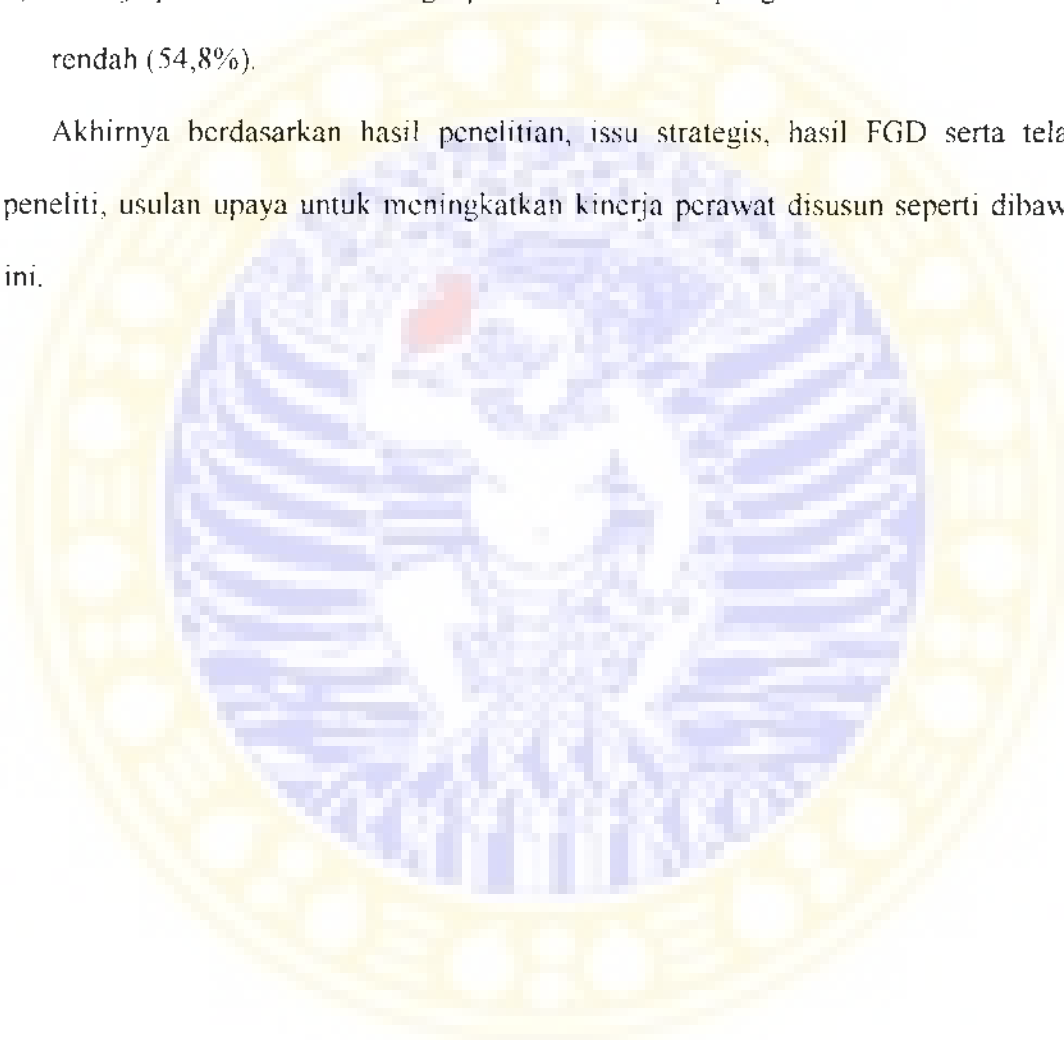 rendah (54,8%).
Akhirnya berdasarkan hasil penelitian, issu strategis, hasil FGD serta tela
peneliti, usulan upaya untuk meningkatkan kinerja perawat disusun seperti dibaw
ini.